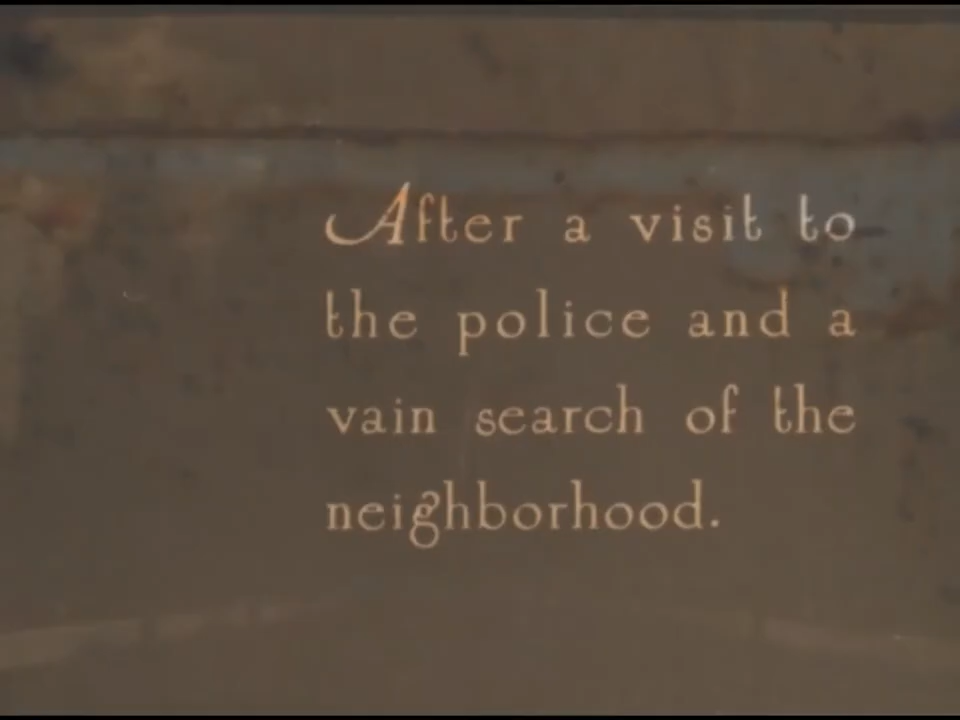 After a visit to
the police and a
vain search of the
neighborhood.